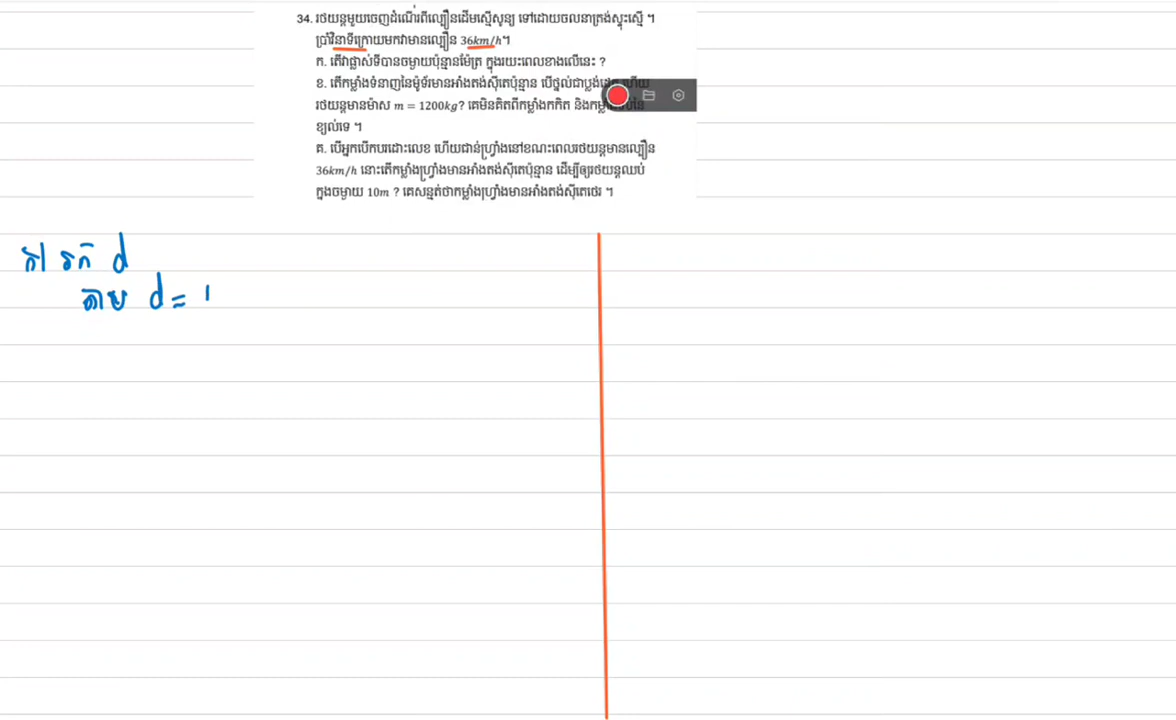 34. រថយន្តមួយចេញដំណើរពីល្បឿនដើមស្មើសូន្យ ទៅដោយចលនាត្រង់ស្ទុះស្មើ ។
ប្រាំវិនាទីក្រោយមកវាមានល្បឿន 36km/h។
ក. តើវាផ្លាស់ទីបានចម្ងាយប៉ុន្មានម៉ែត្រ ក្នុងរយៈពេលខាងលើនេះ ?
ខ. តើកម្លាំងទំនាញនៃម៉ូទ័រមានអាំងតង់ស៊ីតេប៉ុន្មាន បើថ្នល់ជាប្លង់ដេក ហើយ
រថយន្តមានម៉ាស m = 1200kg? គេមិនគិតពីកម្លាំងកកិត និងកម្លាំងទប់នៃ
ខ្យល់ទេ ។
គ. បើអ្នកបើកបរដោះលេខ ហើយជាន់ហ្វ្រាំងនៅខណៈពេលរថយន្តមានល្បឿន
36km/h នោះតើកម្លាំងហ្វ្រាំងមានអាំងតង់ស៊ីតេប៉ុន្មាន ដើម្បីឲ្យរថយន្តឈប់
ក្នុងចម្ងាយ 10m ? គេសន្មត់ថាកម្លាំងហ្វ្រាំងមានអាំងតង់ស៊ីតេថេរ ។
ក/ រក d
តាម d =